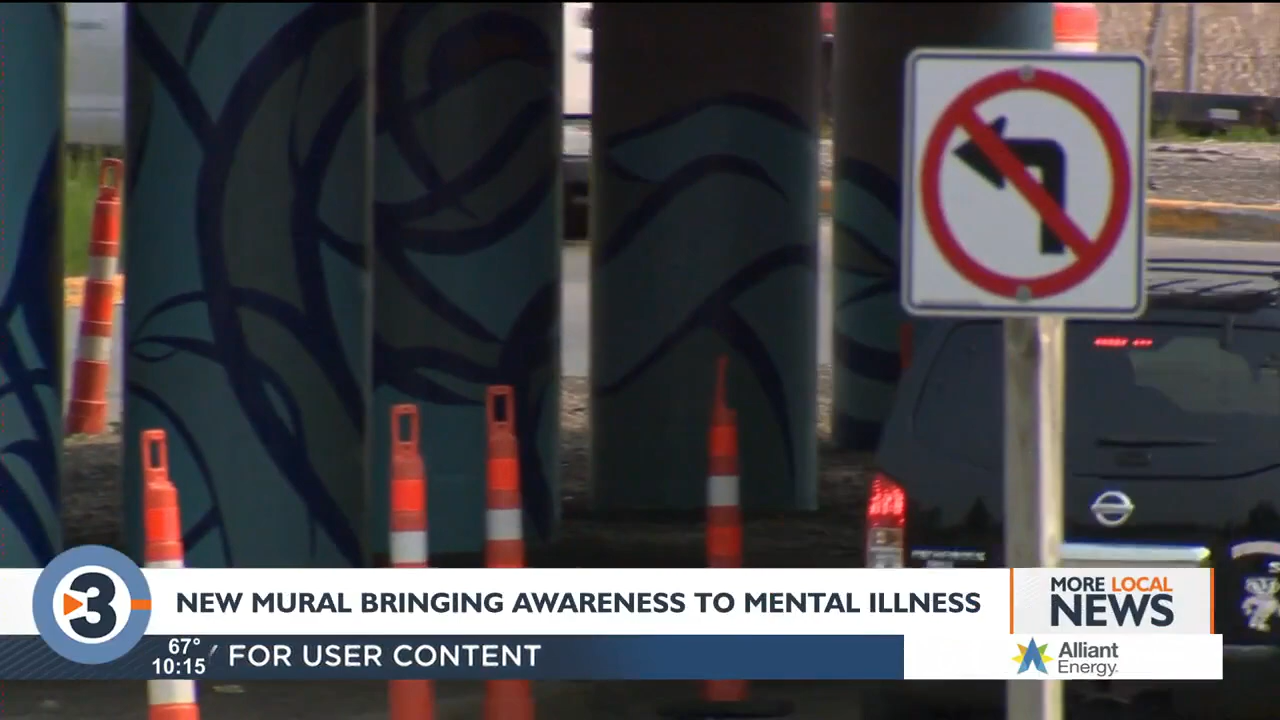 3
NEW MURAL BRINGING AWARENESS TO MENTAL ILLNESS
MORE LOCAL
NEWS
67°
10:15
FOR USER CONTENT
Alliant
Energy